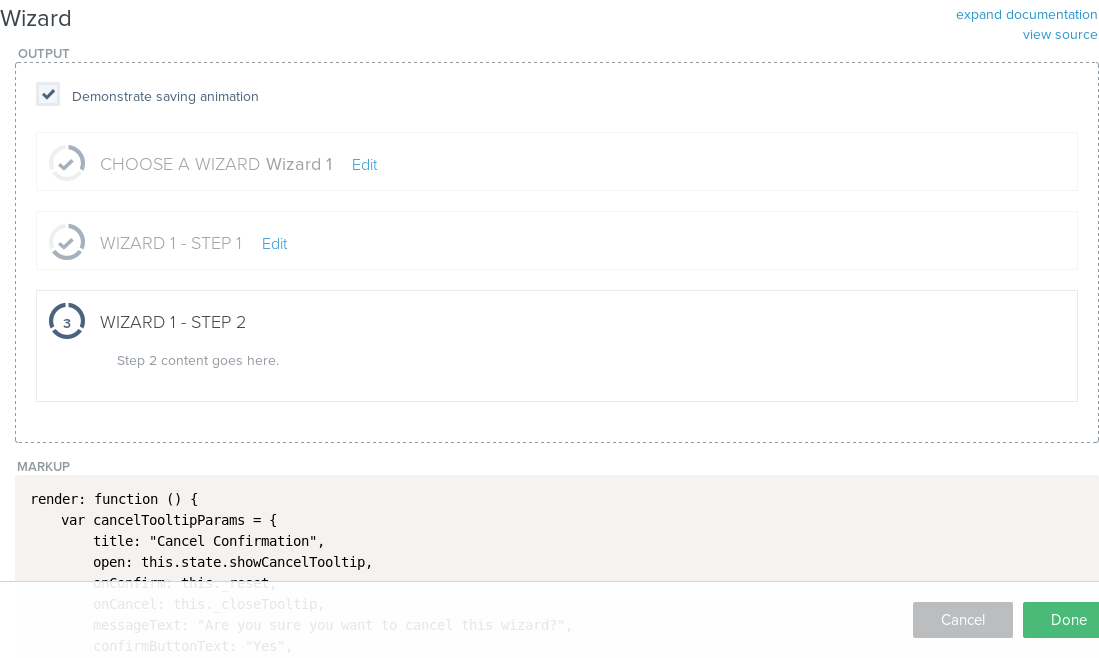 Wizard
expand documentation
view source
OUTPUT
Demonstrate saving animation
CHOOSE A WIZARD Wizard 1 Edit
WIZARD 1 - STEP 1 Edit
3 WIZARD 1 - STEP 2
Step 2 content goes here.
MARKUP
render: function () {
var cancelTooltipParams = {
title: "Cancel Confirmation",
open: this.state.showCancelTooltip,
onConfirm: this._reset,
onCancel: this._closeTooltip,
messageText: "Are you sure you want to cancel this wizard?",
confirmButtonText: "Yes",
Cancel Done